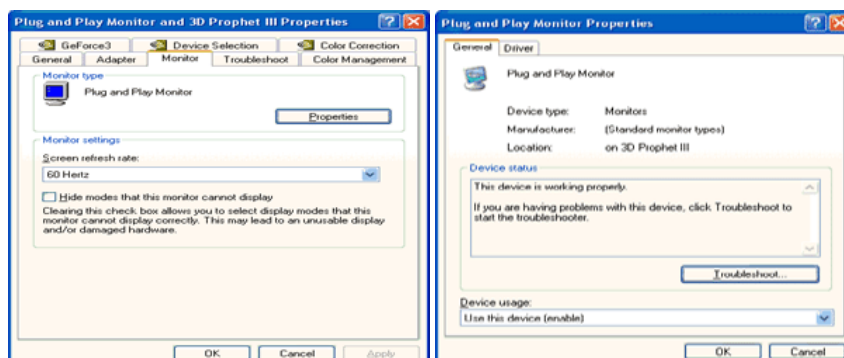 Plug and Play Monitor and 3D Prophet III Properties
GeForce3
Device Selection
Color Correction
General
Adapter
Monitor
Troubleshoot
Color Management
Monitor type
Plug and Play Monitor
Properties
Monitor settings
Screen refresh rate:
60 Hertz
Hide modes that this monitor cannot display
Clearing this check box allows you to select display modes that this
monitor cannot display correctly. This may lead to an unusable display
and/or damaged hardware.
OK
Cancel
Apply
Plug and Play Monitor Properties
General
Driver
Plug and Play Monitor
Device type: Monitors
Manufacturer: (Standard monitor types)
Location: on 3D Prophet III
Device status
This device is working properly.
If you are having problems with this device, click Troubleshoot to
start the troubleshooter.
Troubleshoot...
Device usage:
Use this device (enable)
OK
Cancel